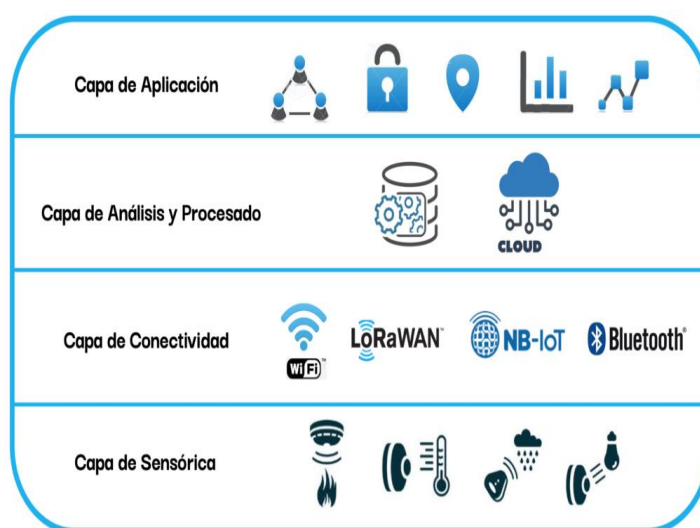 Capa de Aplicación
Capa de Análisis y Procesado
CLOUD
Capa de Conectividad
WiFi
LoRaWAN
NB-IoT
Bluetooth
Capa de Sensórica